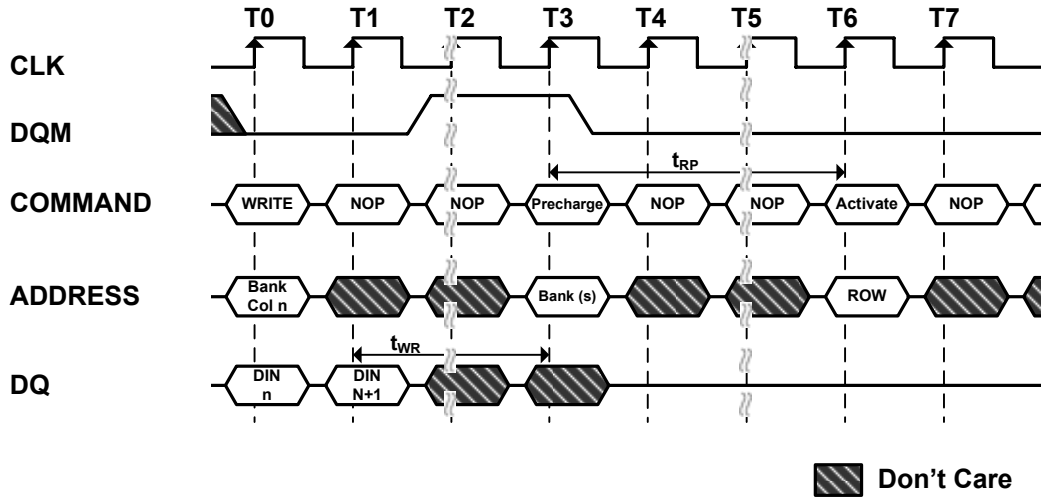 T0 T1 T2 T3 T4 T5 T6 T7
CLK
DQM
tRP
COMMAND WRITE NOP NOP Precharge NOP NOP Activate NOP
ADDRESS Bank Col n Bank (s) ROW
tWR
DQ DIN n DIN N+1
Don't Care